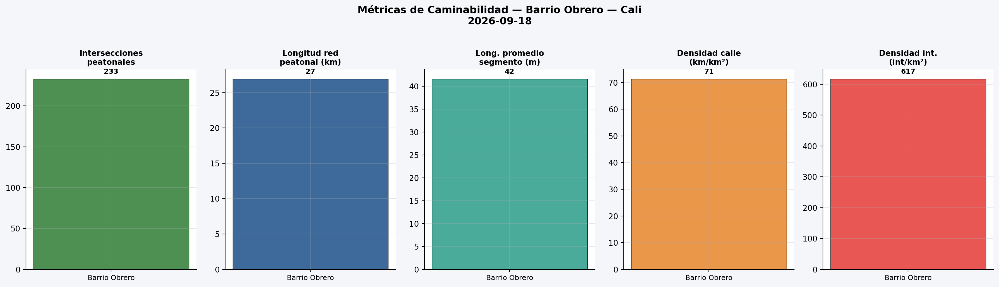 Métricas de Caminabilidad — Barrio Obrero — Cali
2026-09-18
Intersecciones
peatonales
233
200
150
100
50
0
Barrio Obrero
Longitud red
peatonal (km)
27
25
20
15
10
5
0
Barrio Obrero
Long. promedio
segmento (m)
42
40
35
30
25
20
15
10
5
0
Barrio Obrero
Densidad calle
(km/km²)
71
70
60
50
40
30
20
10
0
Barrio Obrero
Densidad int.
(int/km²)
617
600
500
400
300
200
100
0
Barrio Obrero